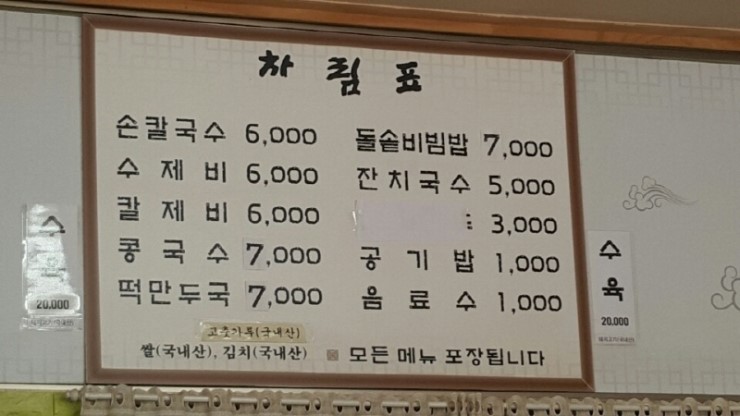 차림표
손칼국수 6,000
수제비 6,000
칼제비 6,000
콩국수 7,000
떡만두국 7,000
돌솥비빔밥 7,000
잔치국수 5,000
3,000
공기밥 1,000
음료수 1,000
고춧가루(국내산)
쌀(국내산), 김치(국내산)
모든 메뉴 포장됩니다
수
20,000
수육
20,000